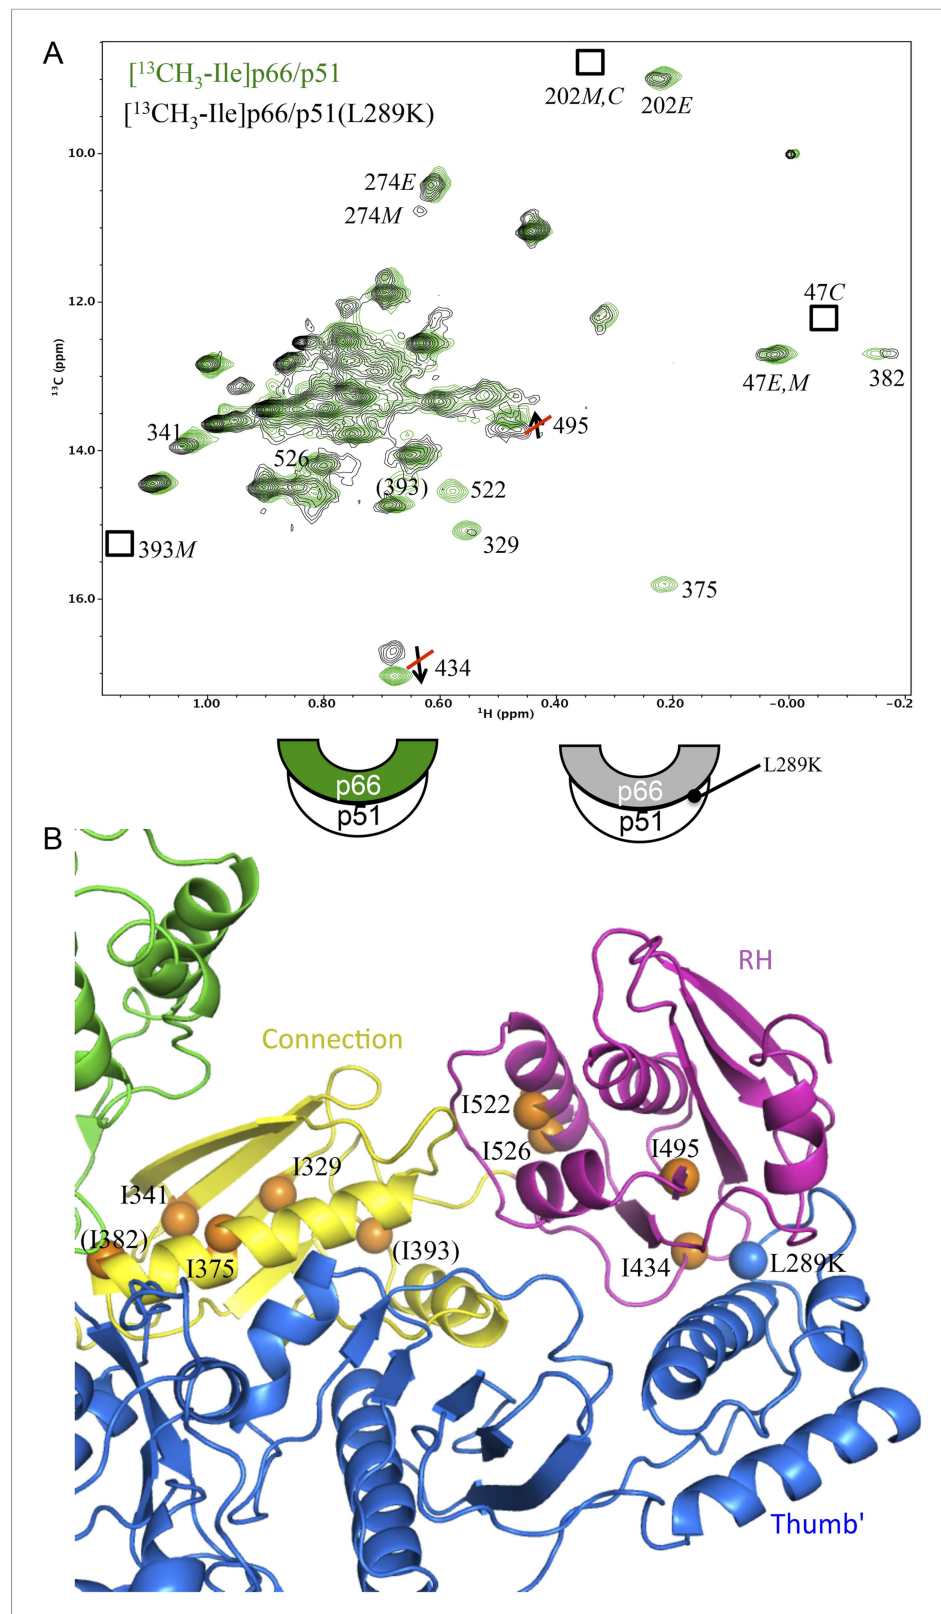 A
[¹³CH₃-Ile]p66/p51
[¹³CH₃-Ile]p66/p51(L289K)
202M,C
202E
10.0
274E
274M
12.0
47C
¹³C (ppm)
47E,M
382
341
495
14.0
526
(393)
522
393M
329
375
16.0
434
1.00
0.80
0.60
0.40
0.20
-0.00
-0.2
¹H (ppm)
p66
p51
p66
p51
L289K
B
RH
Connection
I522
I526
I495
I329
I341
(I382)
I375
(I393)
I434
L289K
Thumb'